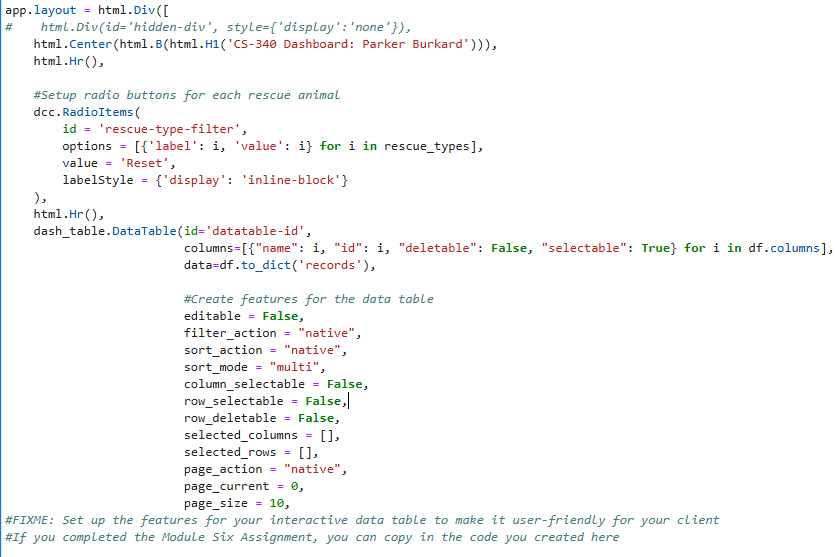 app.layout = html.Div([
#    html.Div(id='hidden-div', style={'display':'none'}),
    html.Center(html.B(html.H1('CS-340 Dashboard: Parker Burkard'))),
    html.Hr(),

    #Setup radio buttons for each rescue animal
    dcc.RadioItems(
        id = 'rescue-type-filter',
        options = [{'label': i, 'value': i} for i in rescue_types],
        value = 'Reset',
        labelStyle = {'display': 'inline-block'}
    ),
    html.Hr(),
    dash_table.DataTable(id='datatable-id',
                         columns=[{"name": i, "id": i, "deletable": False, "selectable": True} for i in df.columns],
                         data=df.to_dict('records'),

                         #Create features for the data table
                         editable = False,
                         filter_action = "native",
                         sort_action = "native",
                         sort_mode = "multi",
                         column_selectable = False,
                         row_selectable = False,
                         row_deletable = False,
                         selected_columns = [],
                         selected_rows = [],
                         page_action = "native",
                         page_current = 0,
                         page_size = 10,
#FIXME: Set up the features for your interactive data table to make it user-friendly for your client
#If you completed the Module Six Assignment, you can copy in the code you created here